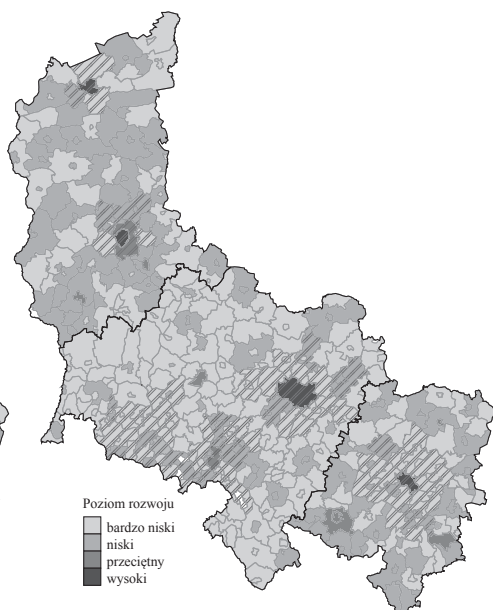 Poziom rozwoju
bardzo niski
niski
przeciętny
wysoki